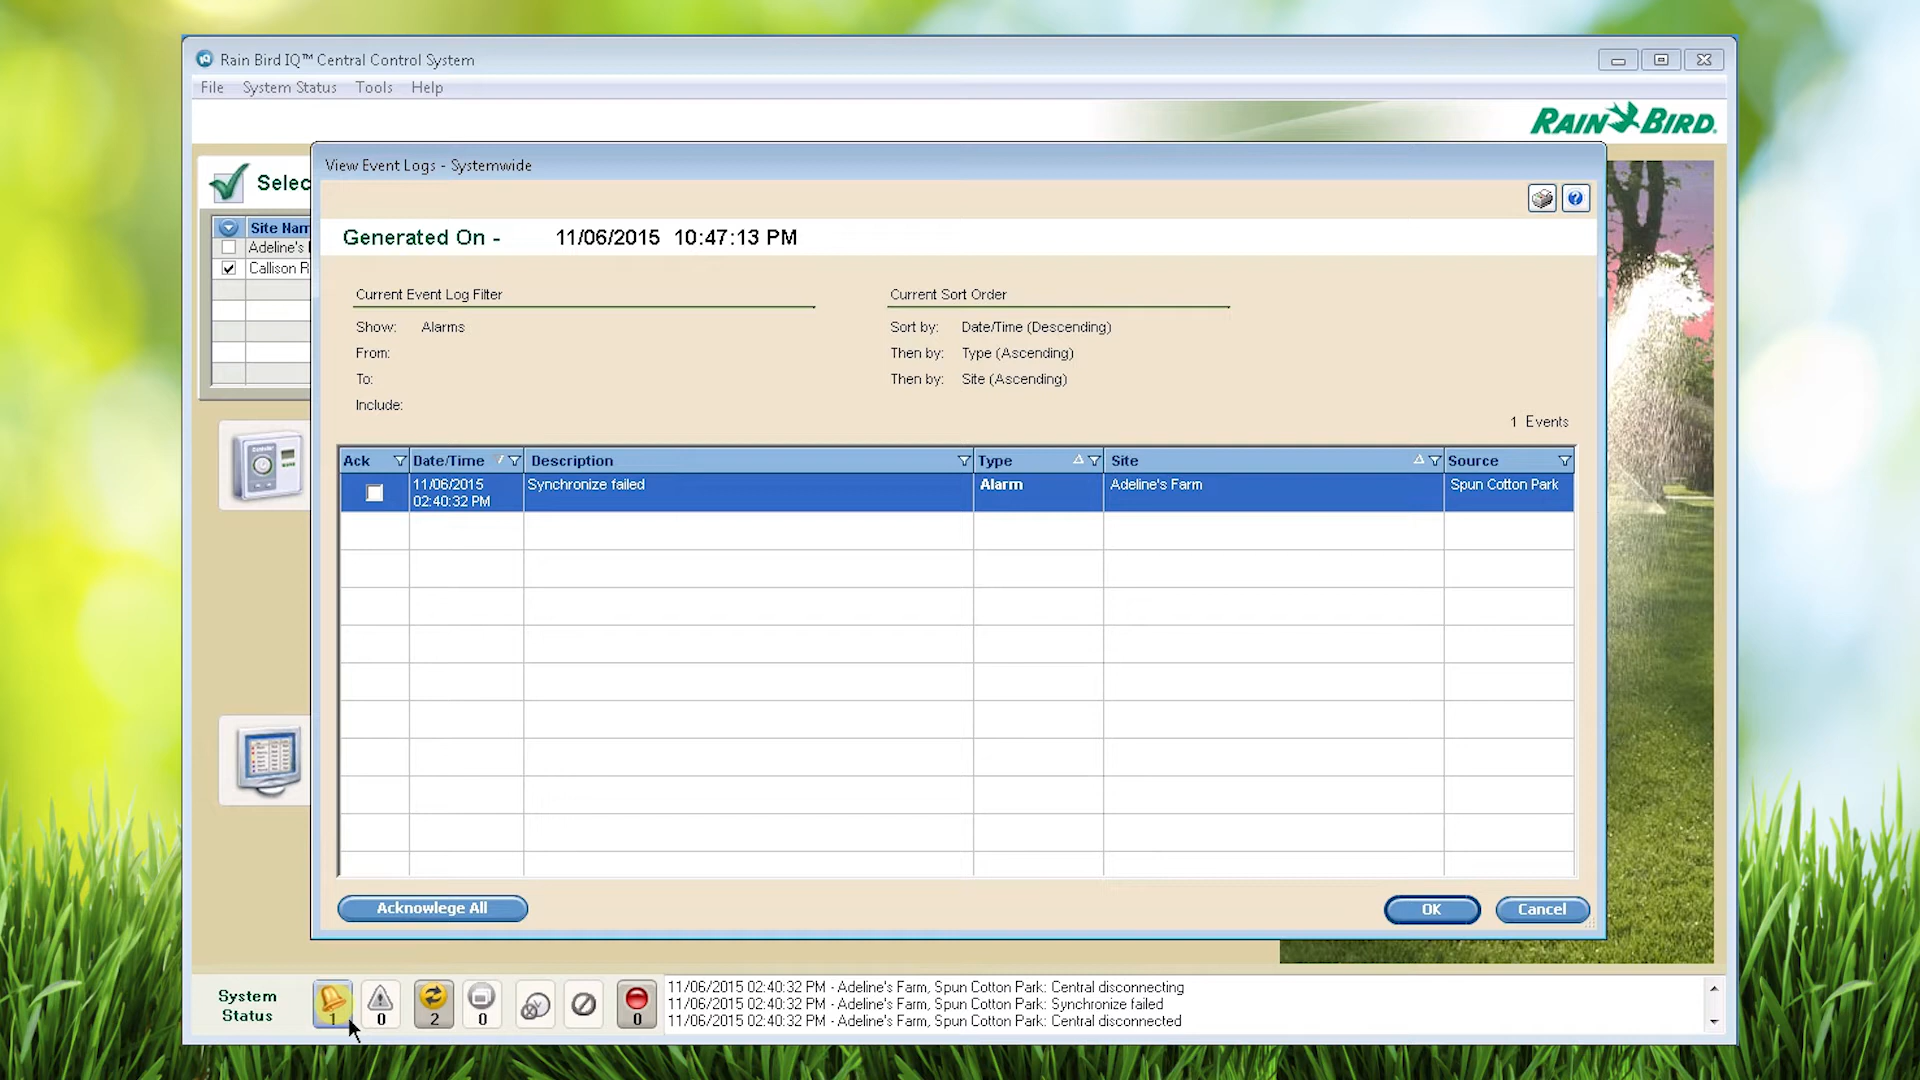 Rain Bird IQ™ Central Control System
File System Status Tools Help
RAIN BIRD.
Selec
View Event Logs - Systemwide
Site Nam
Adeline's
Callison R
Generated On - 11/06/2015 10:47:13 PM
Current Event Log Filter
Show: Alarms
From:
To:
Include:
Current Sort Order
Sort by: Date/Time (Descending)
Then by: Type (Ascending)
Then by: Site (Ascending)
1 Events
Ack Date/Time Description Type Site Source
11/06/2015 Synchronize failed Alarm Adeline's Farm Spun Cotton Park
02:40:32 PM
Acknowlege All OK Cancel
System
Status
1 0 2 0 0
11/06/2015 02:40:32 PM - Adeline's Farm, Spun Cotton Park: Central disconnecting
11/06/2015 02:40:32 PM - Adeline's Farm, Spun Cotton Park: Synchronize failed
11/06/2015 02:40:32 PM - Adeline's Farm, Spun Cotton Park: Central disconnected